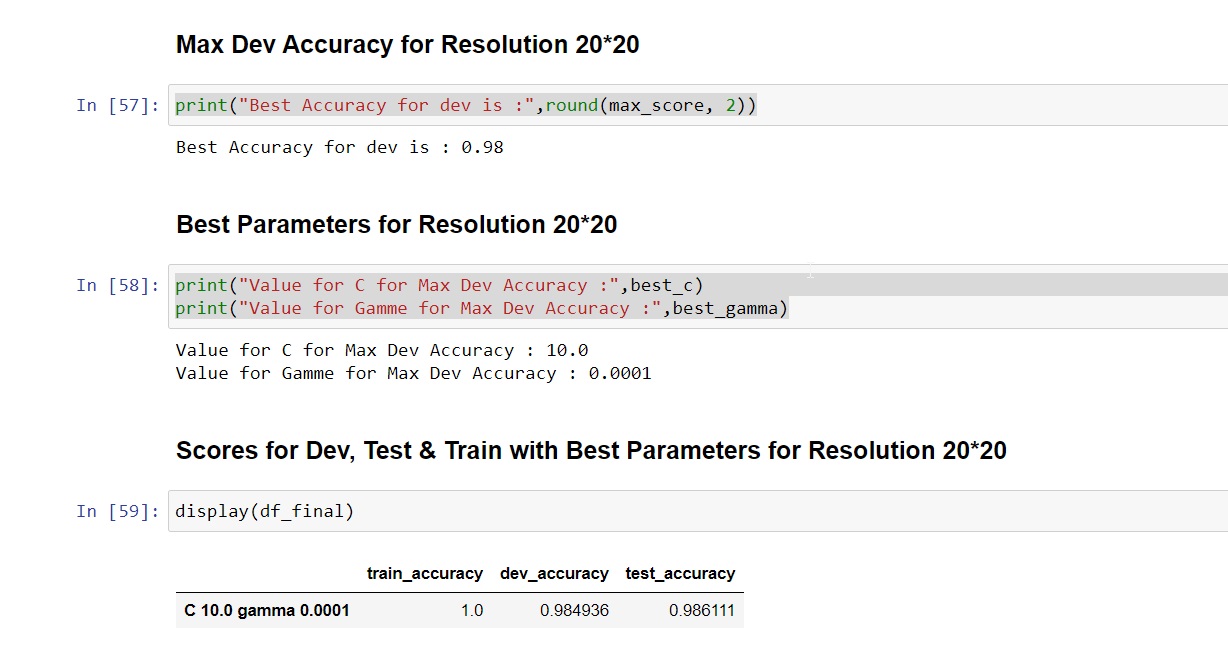 Max Dev Accuracy for Resolution 20*20
In [57]: print("Best Accuracy for dev is :",round(max_score, 2))
Best Accuracy for dev is : 0.98
Best Parameters for Resolution 20*20
In [58]: print("Value for C for Max Dev Accuracy :",best_c)
print("Value for Gamme for Max Dev Accuracy :",best_gamma)
Value for C for Max Dev Accuracy : 10.0
Value for Gamme for Max Dev Accuracy : 0.0001
Scores for Dev, Test & Train with Best Parameters for Resolution 20*20
In [59]: display(df_final)
train_accuracy dev_accuracy test_accuracy
C 10.0 gamma 0.0001 1.0 0.984936 0.986111